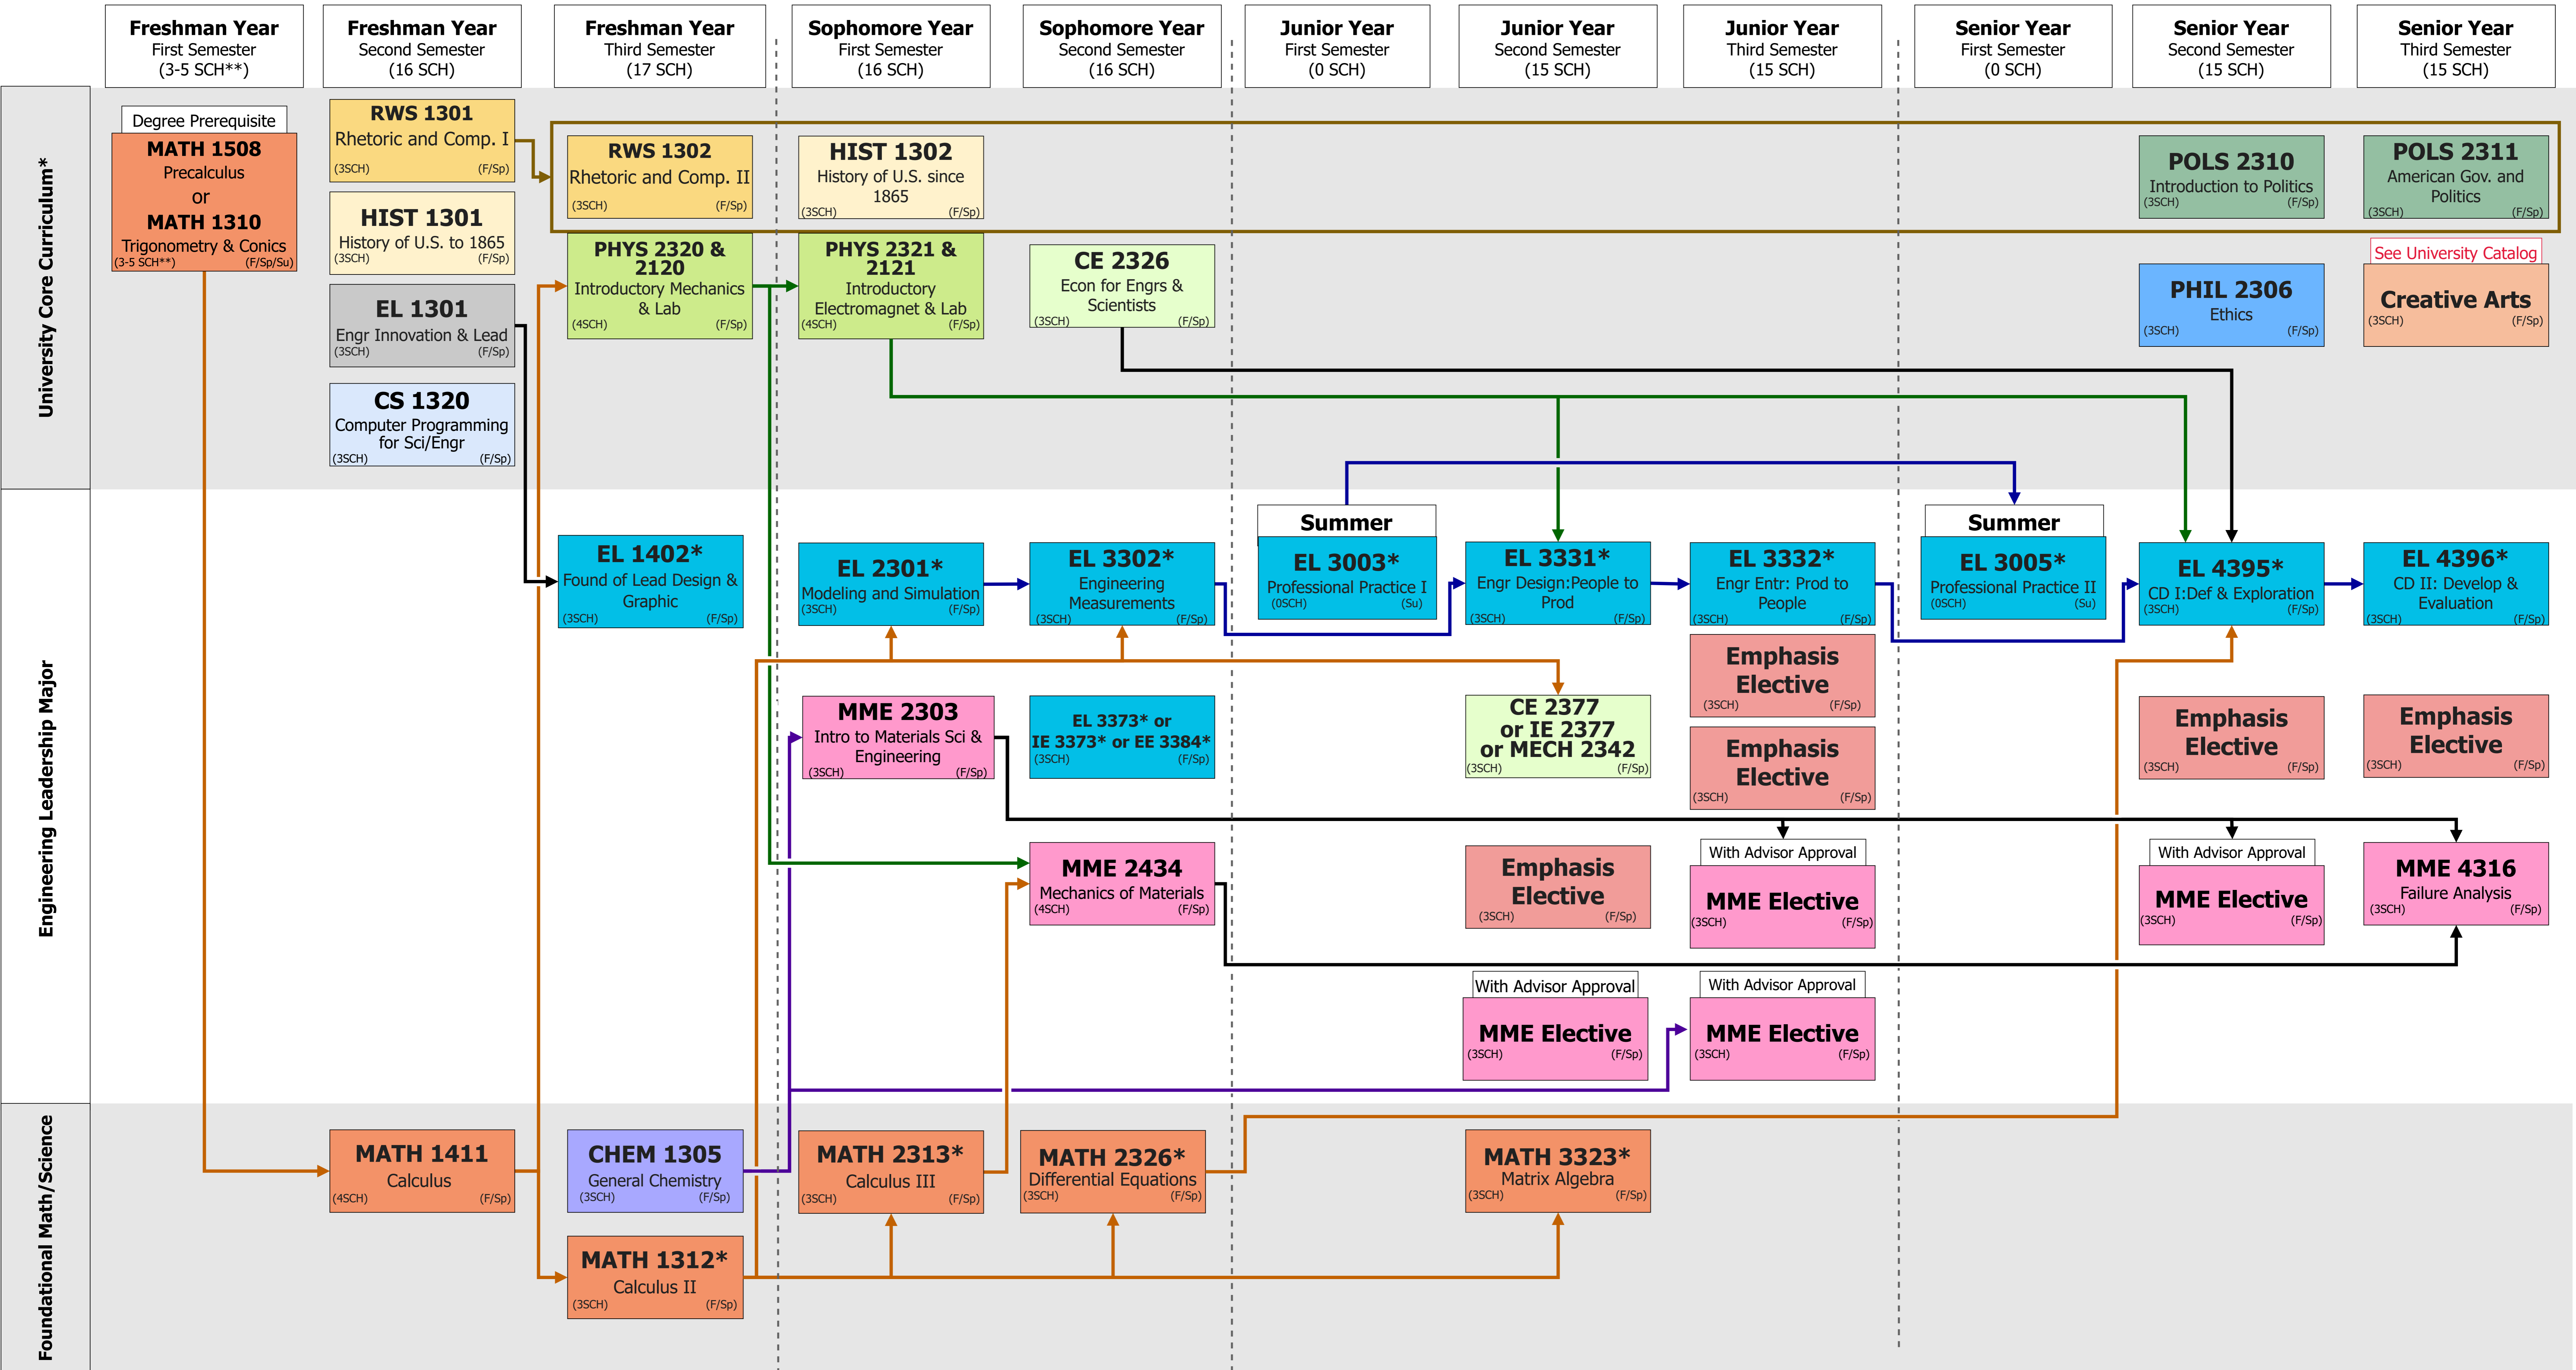 Freshman Year
First Semester
(3-5 SCH**)
Freshman Year
Second Semester
(16 SCH)
Freshman Year
Third Semester
(17 SCH)
Sophomore Year
First Semester
(16 SCH)
Sophomore Year
Second Semester
(16 SCH)
Junior Year
First Semester
(0 SCH)
Junior Year
Second Semester
(15 SCH)
Junior Year
Third Semester
(15 SCH)
Senior Year
First Semester
(0 SCH)
Senior Year
Second Semester
(15 SCH)
Senior Year
Third Semester
(15 SCH)
University Core Curriculum*
Degree Prerequisite
MATH 1508
Precalculus
or
MATH 1310
Trigonometry & Conics
(3-5 SCH**) (F/Sp/Su)
RWS 1301
Rhetoric and Comp. I
(3SCH) (F/Sp)
HIST 1301
History of U.S. to 1865
(3SCH) (F/Sp)
EL 1301
Engr Innovation & Lead
(3SCH) (F/Sp)
CS 1320
Computer Programming
for Sci/Engr
(3SCH) (F/Sp)
RWS 1302
Rhetoric and Comp. II
(3SCH) (F/Sp)
PHYS 2320 &
2120
Introductory Mechanics
& Lab
(4SCH) (F/Sp)
HIST 1302
History of U.S. since
1865
(3SCH) (F/Sp)
PHYS 2321 &
2121
Introductory
Electromagnet & Lab
(4SCH) (F/Sp)
CE 2326
Econ for Engrs &
Scientists
(3SCH) (F/Sp)
POLS 2310
Introduction to Politics
(3SCH) (F/Sp)
PHIL 2306
Ethics
(3SCH) (F/Sp)
POLS 2311
American Gov. and
Politics
(3SCH) (F/Sp)
See University Catalog
Creative Arts
(3SCH) (F/Sp)
Engineering Leadership Major
EL 1402*
Found of Lead Design &
Graphic
(3SCH) (F/Sp)
EL 2301*
Modeling and Simulation
(3SCH) (F/Sp)
EL 3302*
Engineering
Measurements
(3SCH) (F/Sp)
Summer
EL 3003*
Professional Practice I
(0SCH) (Su)
EL 3331*
Engr Design:People to
Prod
(3SCH) (F/Sp)
EL 3332*
Engr Entr: Prod to
People
(3SCH) (F/Sp)
Summer
EL 3005*
Professional Practice II
(0SCH) (Su)
EL 4395*
CD I:Def & Exploration
(3SCH) (F/Sp)
EL 4396*
CD II: Develop &
Evaluation
(3SCH) (F/Sp)
MME 2303
Intro to Materials Sci &
Engineering
(3SCH) (F/Sp)
EL 3373* or
IE 3373* or EE 3384*
(3SCH) (F/Sp)
CE 2377
or IE 2377
or MECH 2342
(3SCH) (F/Sp)
Emphasis
Elective
(3SCH) (F/Sp)
Emphasis
Elective
(3SCH) (F/Sp)
Emphasis
Elective
(3SCH) (F/Sp)
Emphasis
Elective
(3SCH) (F/Sp)
MME 2434
Mechanics of Materials
(4SCH) (F/Sp)
Emphasis
Elective
(3SCH) (F/Sp)
With Advisor Approval
MME Elective
(3SCH) (F/Sp)
With Advisor Approval
MME Elective
(3SCH) (F/Sp)
MME 4316
Failure Analysis
(3SCH) (F/Sp)
With Advisor Approval
MME Elective
(3SCH) (F/Sp)
With Advisor Approval
MME Elective
(3SCH) (F/Sp)
Foundational Math/Science
MATH 1411
Calculus
(4SCH) (F/Sp)
CHEM 1305
General Chemistry
(3SCH) (F/Sp)
MATH 2313*
Calculus III
(3SCH) (F/Sp)
MATH 2326*
Differential Equations
(3SCH) (F/Sp)
MATH 3323*
Matrix Algebra
(3SCH) (F/Sp)
MATH 1312*
Calculus II
(3SCH) (F/Sp)